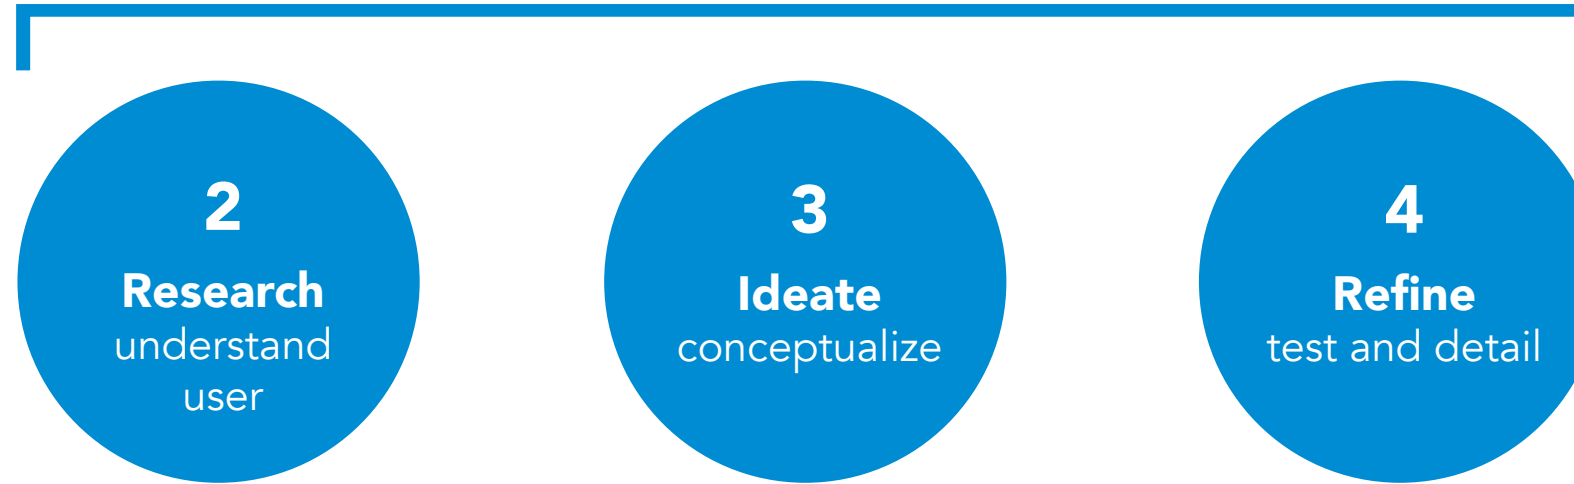 2
Research
understand
user
3
Ideate
conceptualize
4
Refine
test and detail